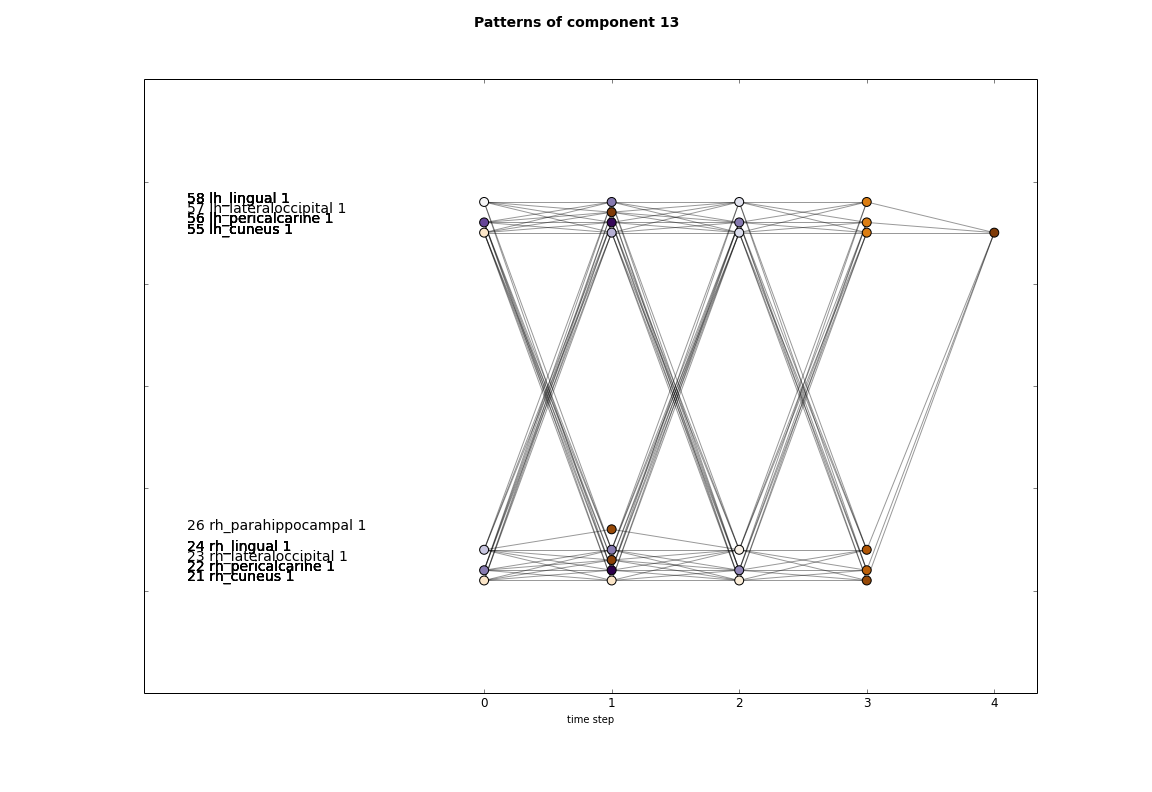 Patterns of component 13
58 lh_lingual 1
57 lh_lateraloccipital 1
56 lh_pericalcarine 1
55 lh_cuneus 1
26 rh_parahippocampal 1
24 rh_lingual 1
23 rh_lateraloccipital 1
22 rh_pericalcarine 1
21 rh_cuneus 1
0 1 2 3 4
time step